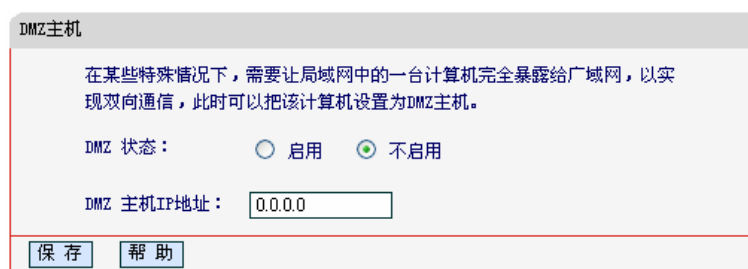 DMZ主机
在某些特殊情况下，需要让局域网中的一台计算机完全暴露给广域网，以实
现双向通信，此时可以把该计算机设置为DMZ主机。
DMZ 状态： 启用 不启用
DMZ 主机IP地址： 0.0.0.0
保 存 帮 助